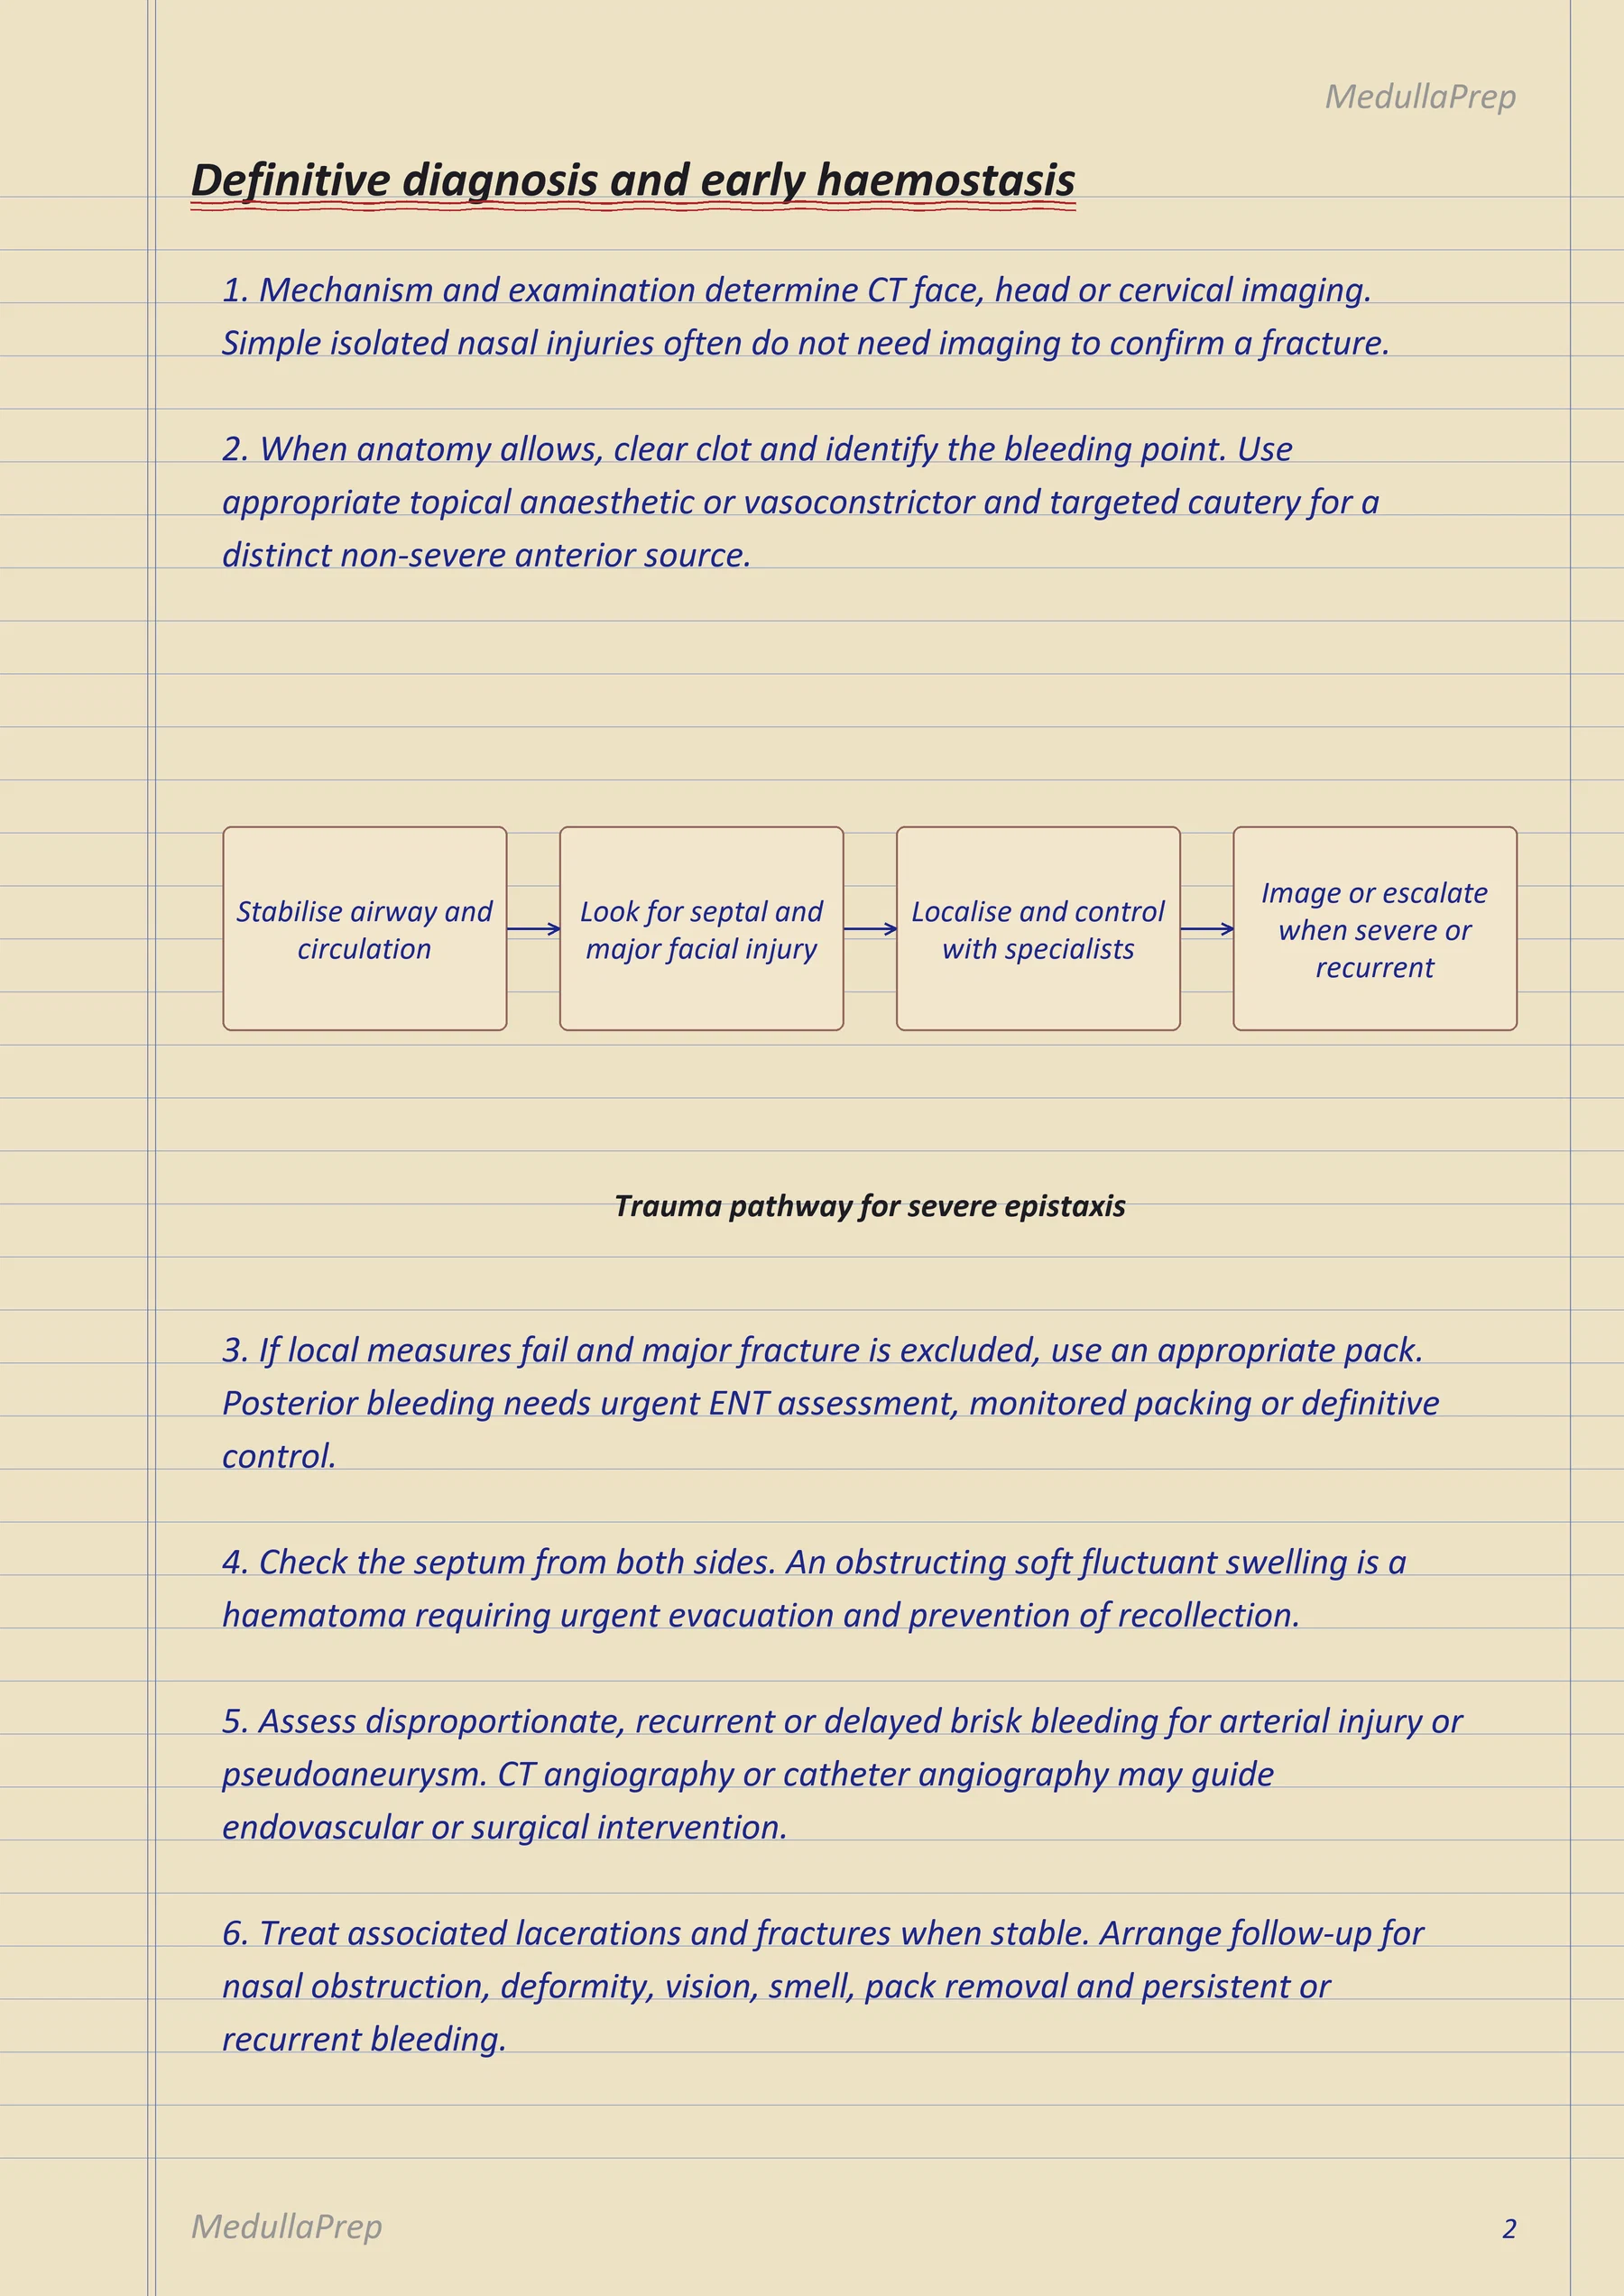 MedullaPrep
Definitive diagnosis and early haemostasis
1. Mechanism and examination determine CT face, head or cervical imaging.
Simple isolated nasal injuries often do not need imaging to confirm a fracture.
2. When anatomy allows, clear clot and identify the bleeding point. Use
appropriate topical anaesthetic or vasoconstrictor and targeted cautery for a
distinct non-severe anterior source.
Stabilise airway and
circulation
Look for septal and
major facial injury
Localise and control
with specialists
Image or escalate
when severe or
recurrent
Trauma pathway for severe epistaxis
3. If local measures fail and major fracture is excluded, use an appropriate pack.
Posterior bleeding needs urgent ENT assessment, monitored packing or definitive
control.
4. Check the septum from both sides. An obstructing soft fluctuant swelling is a
haematoma requiring urgent evacuation and prevention of recollection.
5. Assess disproportionate, recurrent or delayed brisk bleeding for arterial injury or
pseudoaneurysm. CT angiography or catheter angiography may guide
endovascular or surgical intervention.
6. Treat associated lacerations and fractures when stable. Arrange follow-up for
nasal obstruction, deformity, vision, smell, pack removal and persistent or
recurrent bleeding.
MedullaPrep
2